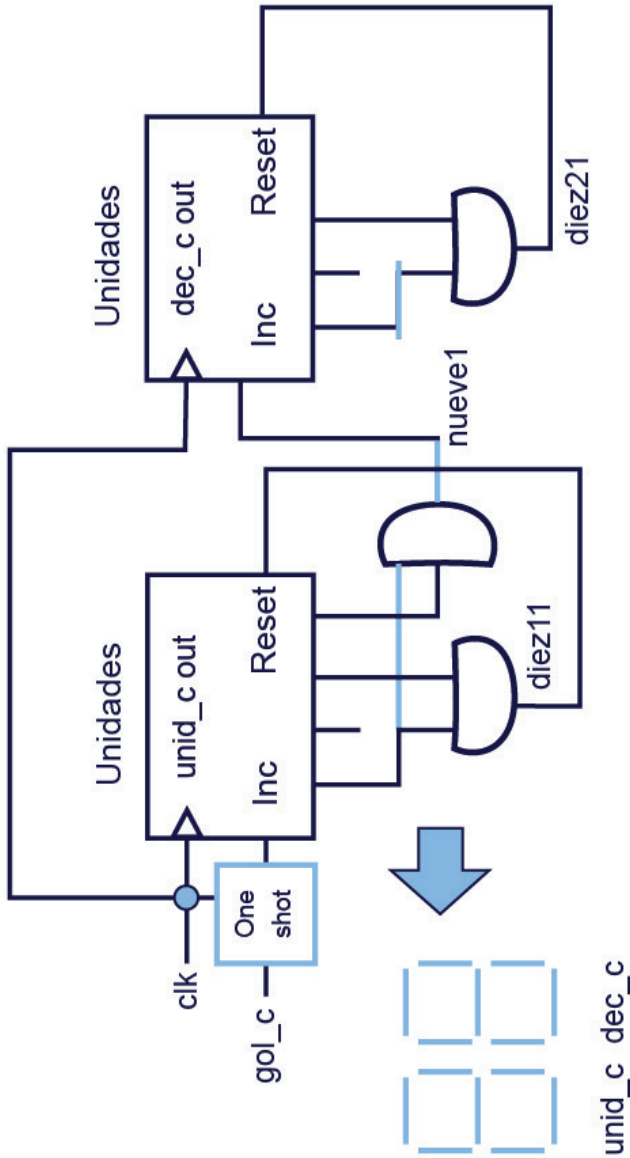 Unidades
dec_c out
Inc
Reset
diez21
nueve1
Unidades
unid_c out
Inc
Reset
diez11
clk
One
shot
gol_c
unid_c dec_c